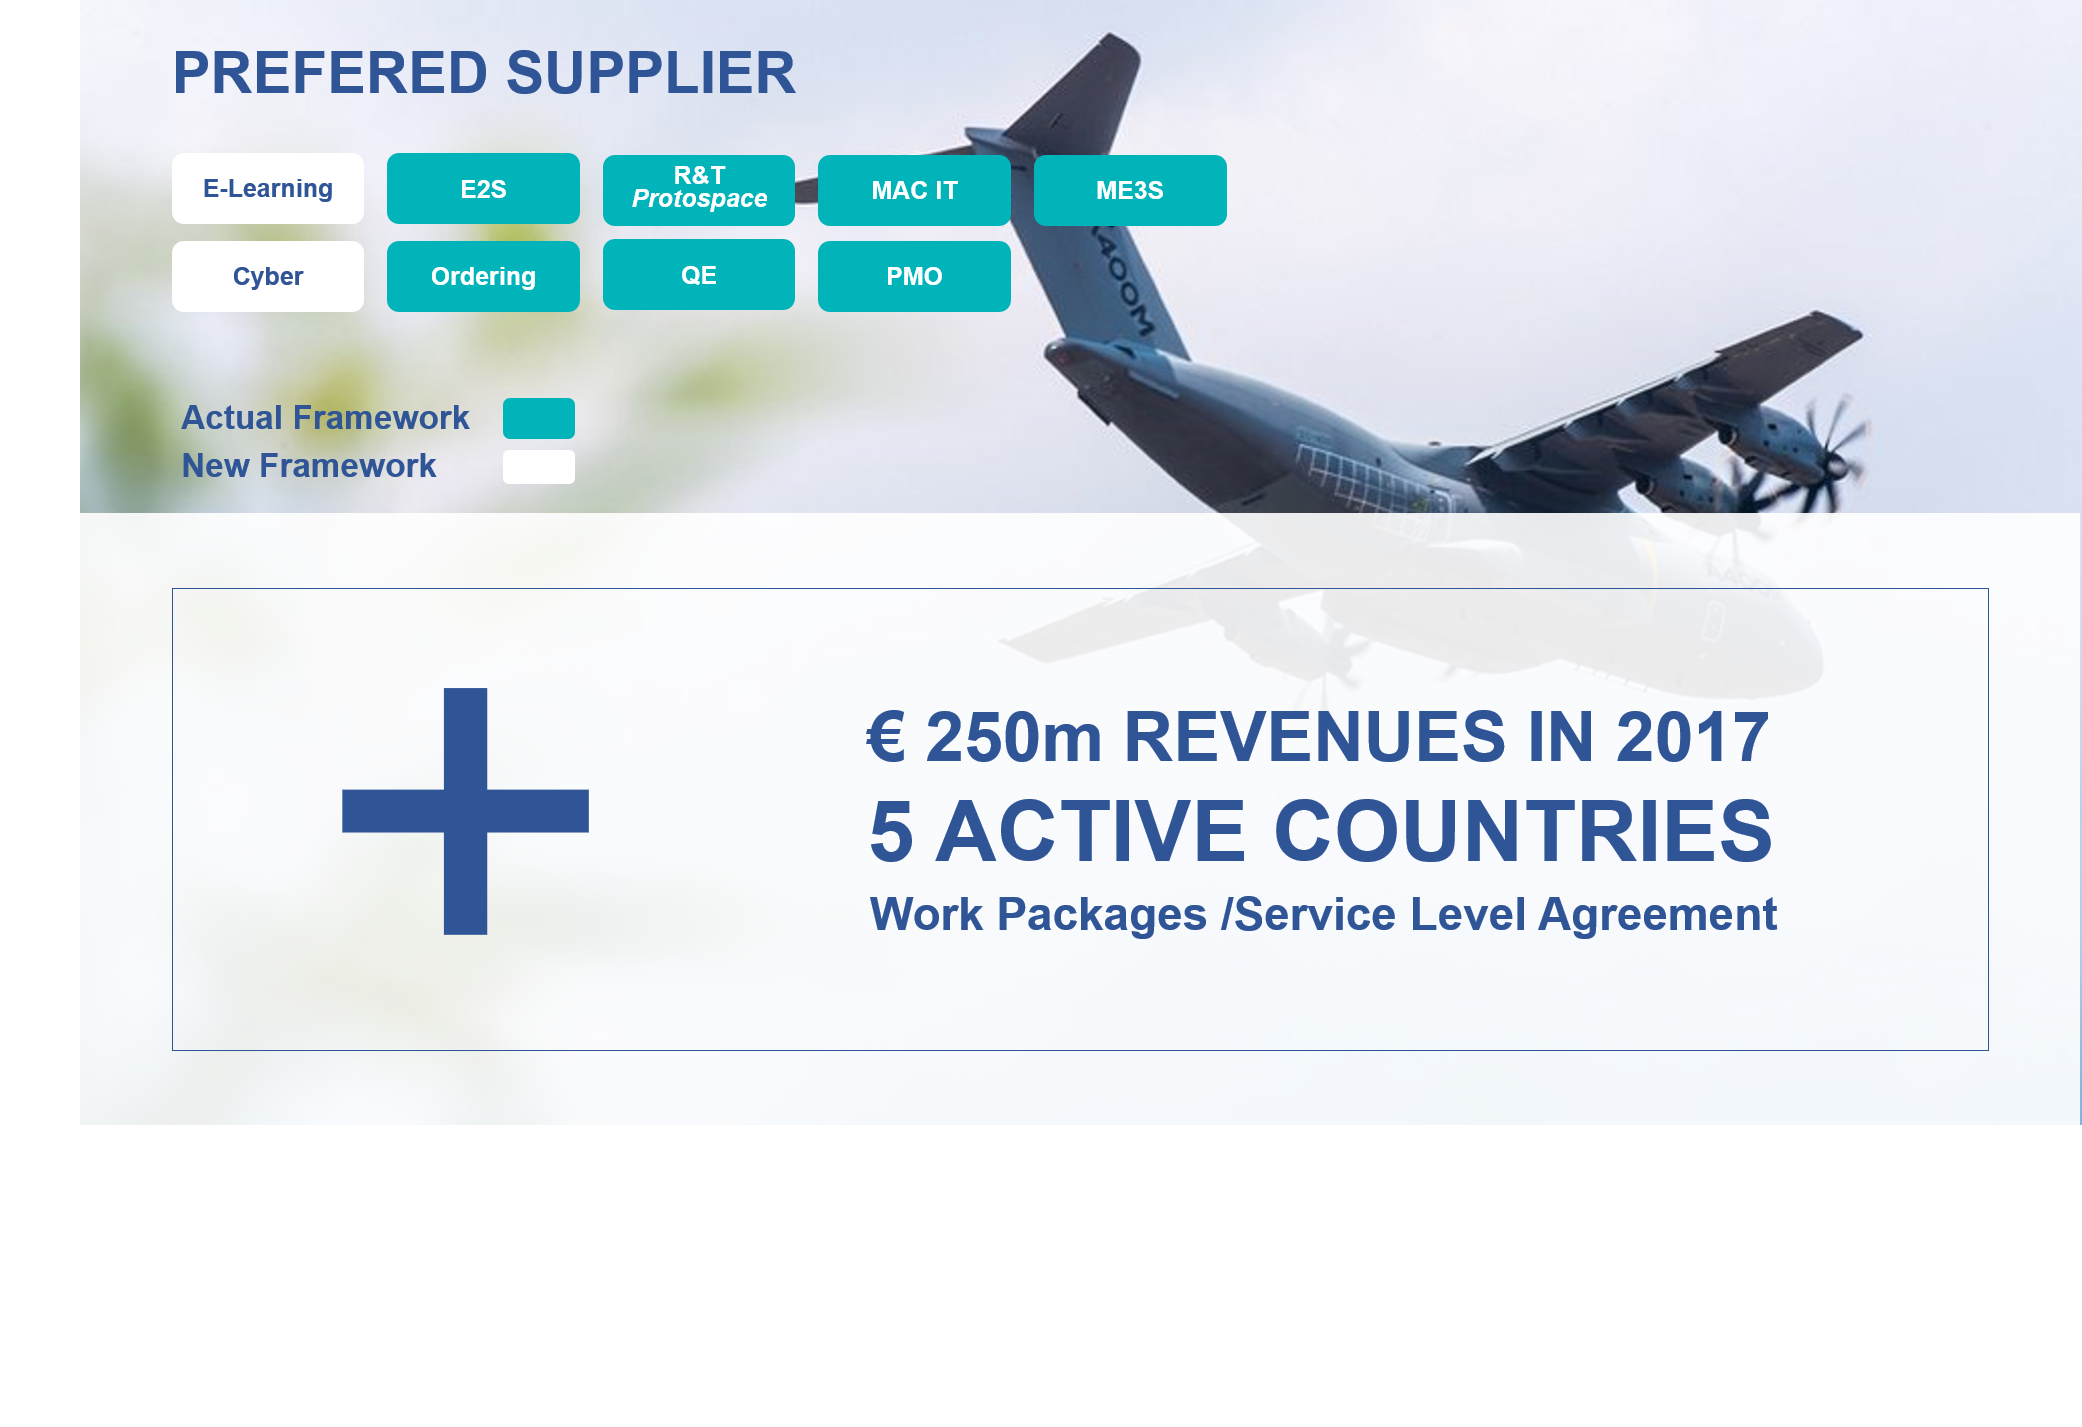 PREFERED SUPPLIER
E-Learning
E2S
R&T
Protospace
MAC IT
ME3S
Cyber
Ordering
QE
PMO
A400M
Actual Framework
New Framework
€ 250m REVENUES IN 2017
5 ACTIVE COUNTRIES
Work Packages /Service Level Agreement